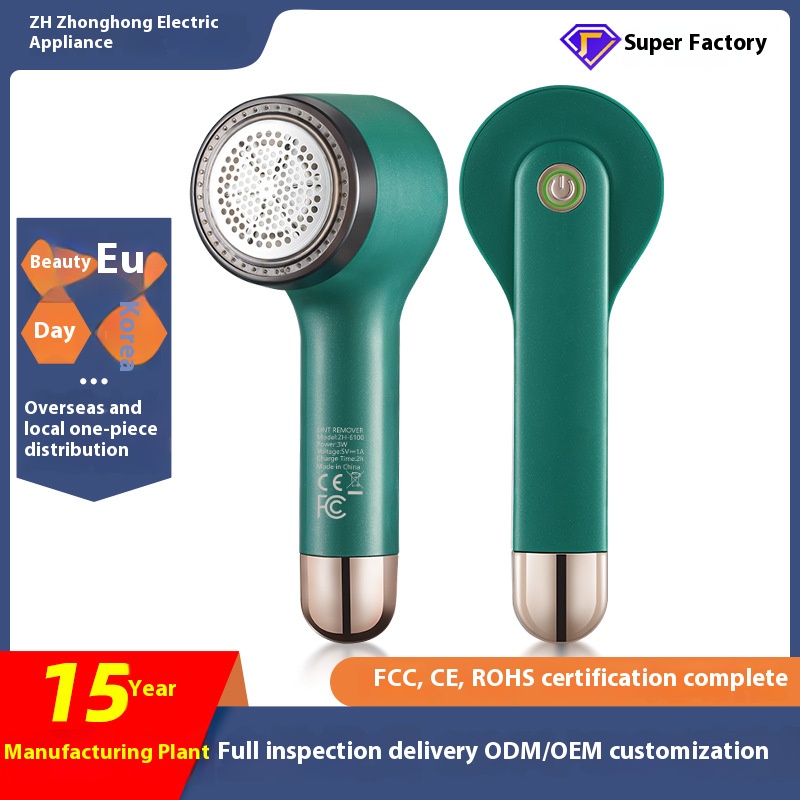 ZH Zhonghong Electric
Appliance
Super Factory
Beauty Eu
Day
Korea
...
Overseas and
local one-piece
distribution
LINT REMOVER
Model:ZH-6100
Power:3W
Voltage:5V⎓1A
Charge Time:2h
Made in China
CE
FC
15 Year
Manufacturing Plant
FCC, CE, ROHS certification complete
Full inspection delivery ODM/OEM customization